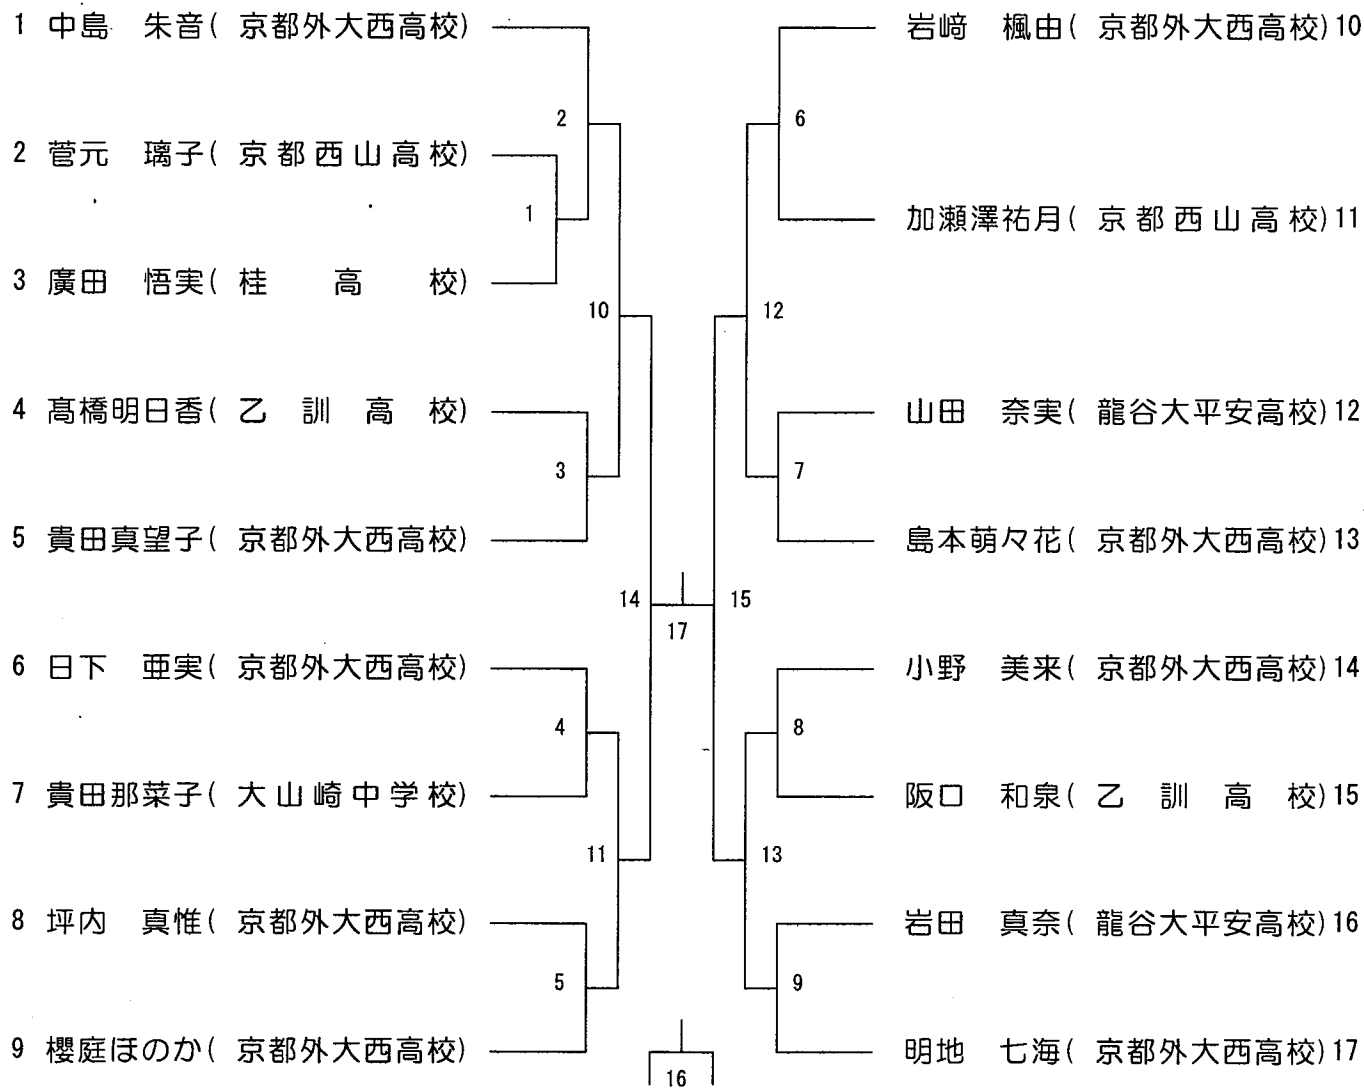 1 中島 朱音( 京都外大西高校)
2 菅元 璃子( 京都西山高校)
3 廣田 悟実( 桂高校)
4 髙橋明日香( 乙訓高校)
5 貴田真望子( 京都外大西高校)
6 日下 亜実( 京都外大西高校)
7 貴田那菜子( 大山崎中学校)
8 坪内 真惟( 京都外大西高校)
9 櫻庭ほのか( 京都外大西高校)
2
1
10
3
14
4
11
5
17
16
15
6
12
7
8
13
9
岩﨑 楓由( 京都外大西高校)10
加瀬澤祐月( 京都西山高校)11
山田 奈実( 龍谷大平安高校)12
島本萌々花( 京都外大西高校)13
小野 美来( 京都外大西高校)14
阪口 和泉( 乙訓高校)15
岩田 真奈( 龍谷大平安高校)16
明地 七海( 京都外大西高校)17